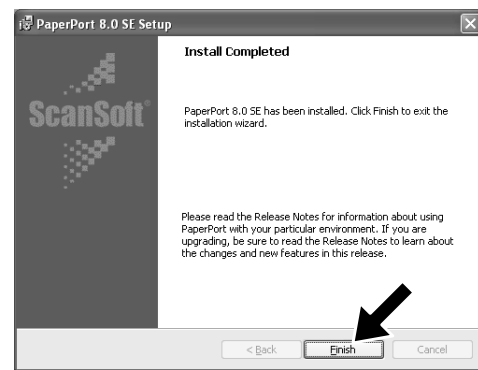 PaperPort 8.0 SE Setup
Install Completed
ScanSoft®
PaperPort 8.0 SE has been installed. Click Finish to exit the
installation wizard.
Please read the Release Notes for information about using
PaperPort with your particular environment. If you are
upgrading, be sure to read the Release Notes to learn about
the changes and new features in this release.
< Back
Finish
Cancel